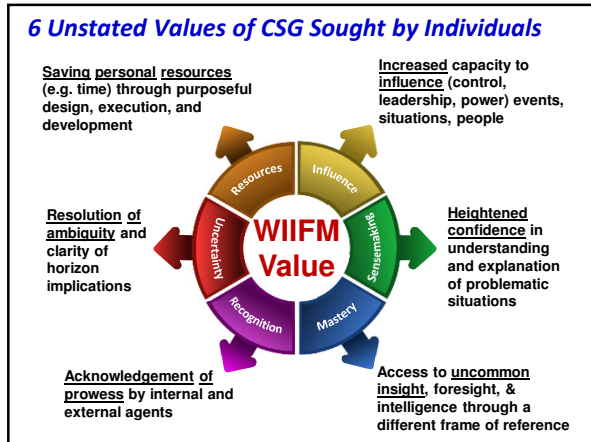 6 Unstated Values of CSG Sought by Individuals
Saving personal resources
(e.g. time) through purposeful
design, execution, and
development
Increased capacity to
influence (control,
leadership, power) events,
situations, people
Resources
Influence
Resolution of
ambiguity and
clarity of
horizon
implications
Uncertainty
WIIFM
Value
Sensemaking
Heightened
confidence in
understanding
and explanation
of problematic
situations
Recognition
Mastery
Acknowledgement of
prowess by internal and
external agents
Access to uncommon
insight, foresight, &
intelligence through a
different frame of reference